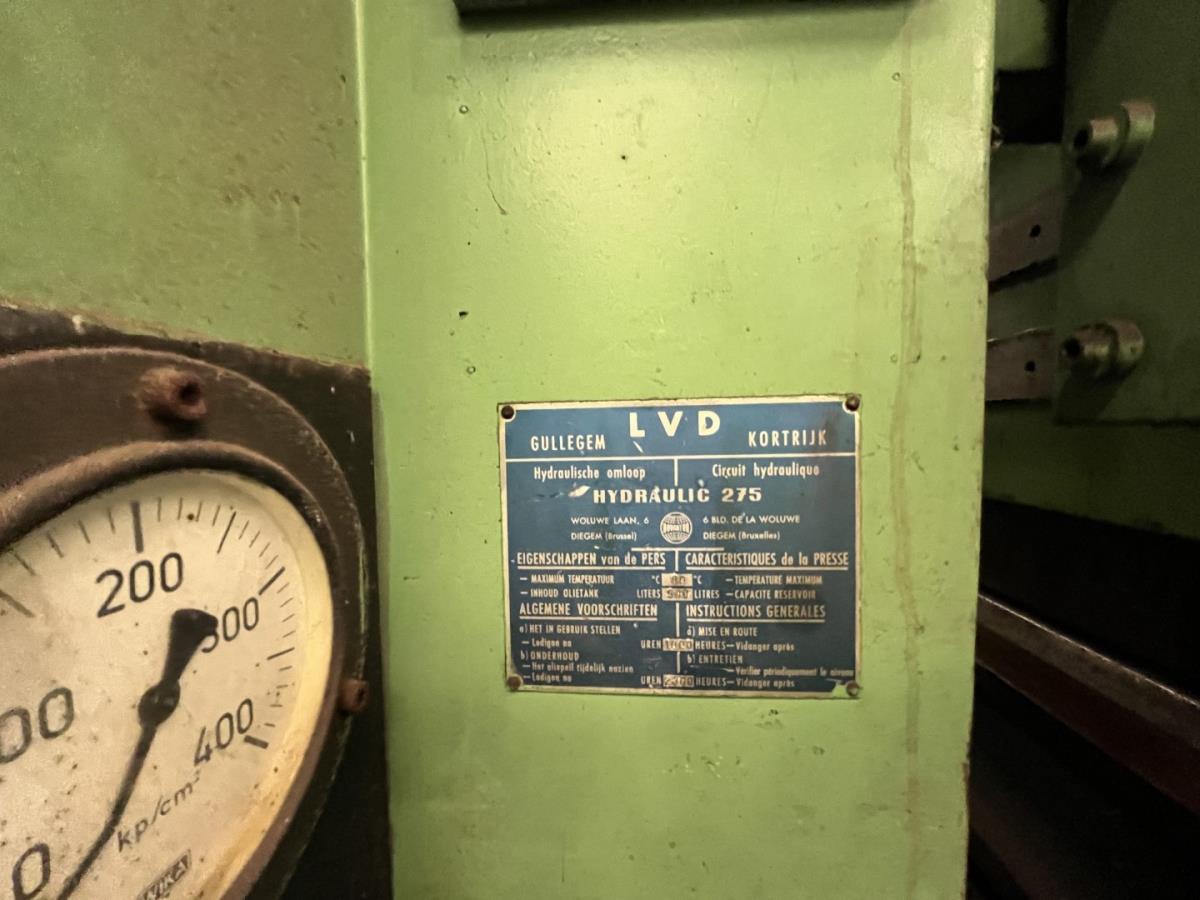 LVD
GULLEGEM KORTRIJK
Hydraulische omloop Circuit hydraulique
HYDRAULIC 275
WOLUWE LAAN, 6 6 BLD. DE LA WOLUWE
DIEGEM (Brussel) DIEGEM (Bruxelles)
EIGENSCHAPPEN van de PERS CARACTERISTIQUES de la PRESSE
— MAXIMUM TEMPERATUUR °C 80 °C — TEMPERATURE MAXIMUM
— INHOUD OLIETANK LITERS LITRES — CAPACITE RESERVOIR
ALGEMENE VOORSCHRIFTEN INSTRUCTIONS GENERALES
a) HET IN GEBRUIK STELLEN a) MISE EN ROUTE
— Ledigen na UREN HEURES — Vidanger après
b) ONDERHOUD b) ENTRETIEN
— Het oliepeil tijdelijk nazien — Vérifier périodiquement le niveau
— Ledigen na UREN HEURES — Vidanger après
200
300
00
400
kp/cm²
0
WIKA